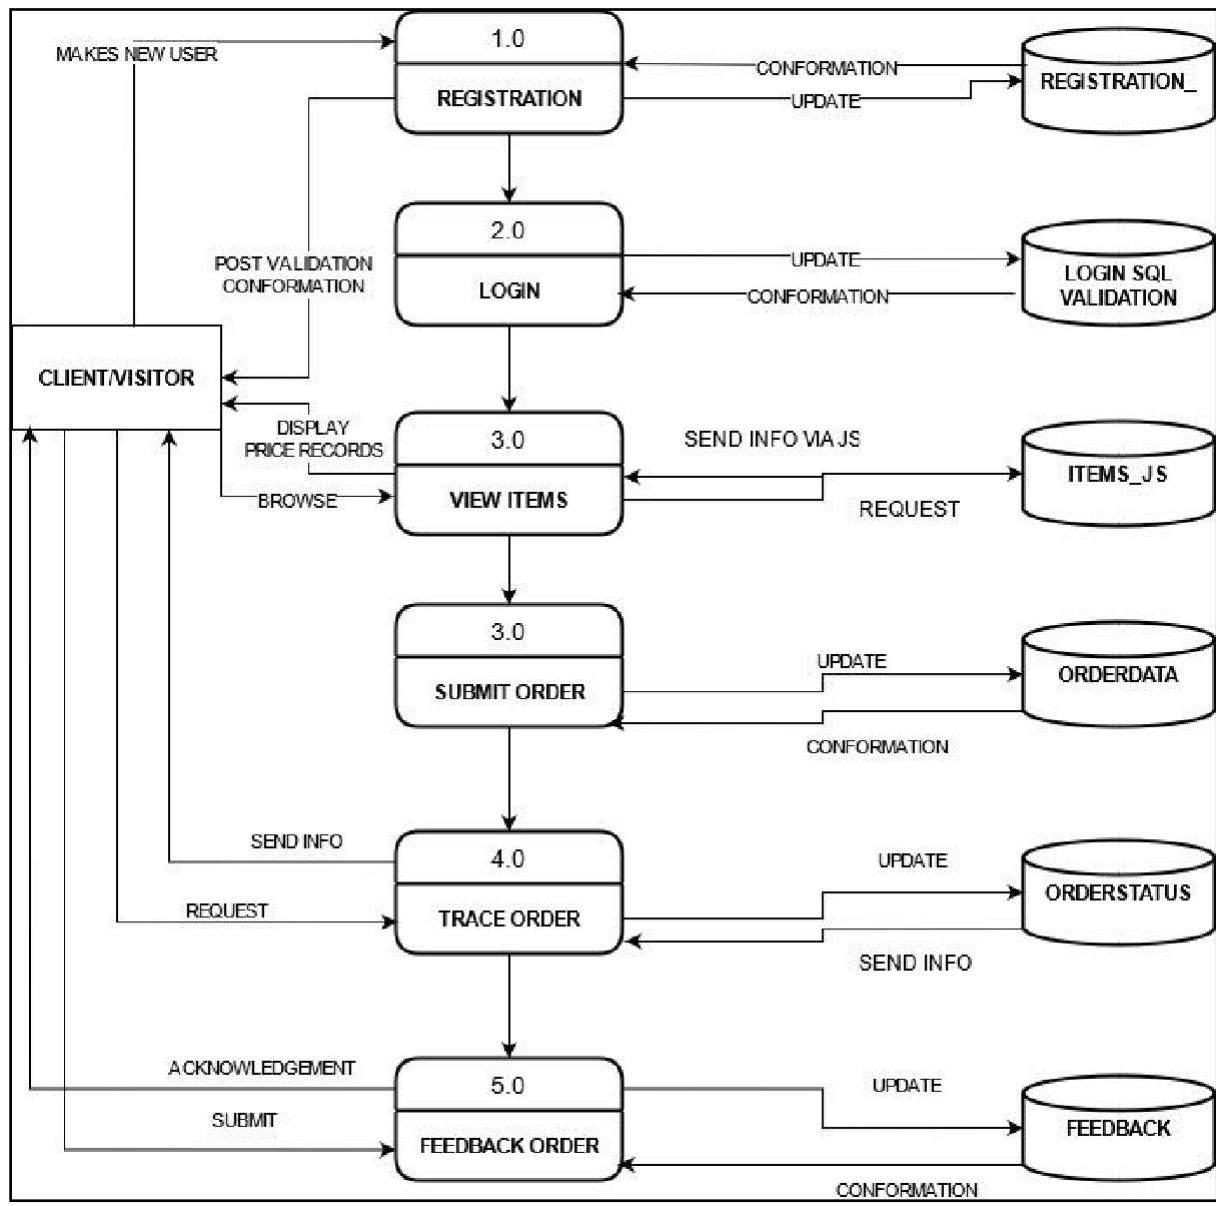 1.0
MAKES NEW USER
CONFORMATION
REGISTRATION_
REGISTRATION
UPDATE
2.0
POST VALIDATION
CONFORMATION
UPDATE
LOGIN
CONFORMATION
LOGIN SQL
VALIDATION
CLIENT/VISITOR
DISPLAY
PRICE RECORDS
3.0
SEND INFO VIA JS
ITEMS_JS
BROWSE
VIEW ITEMS
REQUEST
3.0
UPDATE
ORDERDATA
SUBMIT ORDER
CONFORMATION
SEND INFO
4.0
UPDATE
ORDERSTATUS
REQUEST
TRACE ORDER
SEND INFO
ACKNOWLEDGEMENT
5.0
UPDATE
SUBMIT
FEEDBACK
FEEDBACK ORDER
CONFORMATION